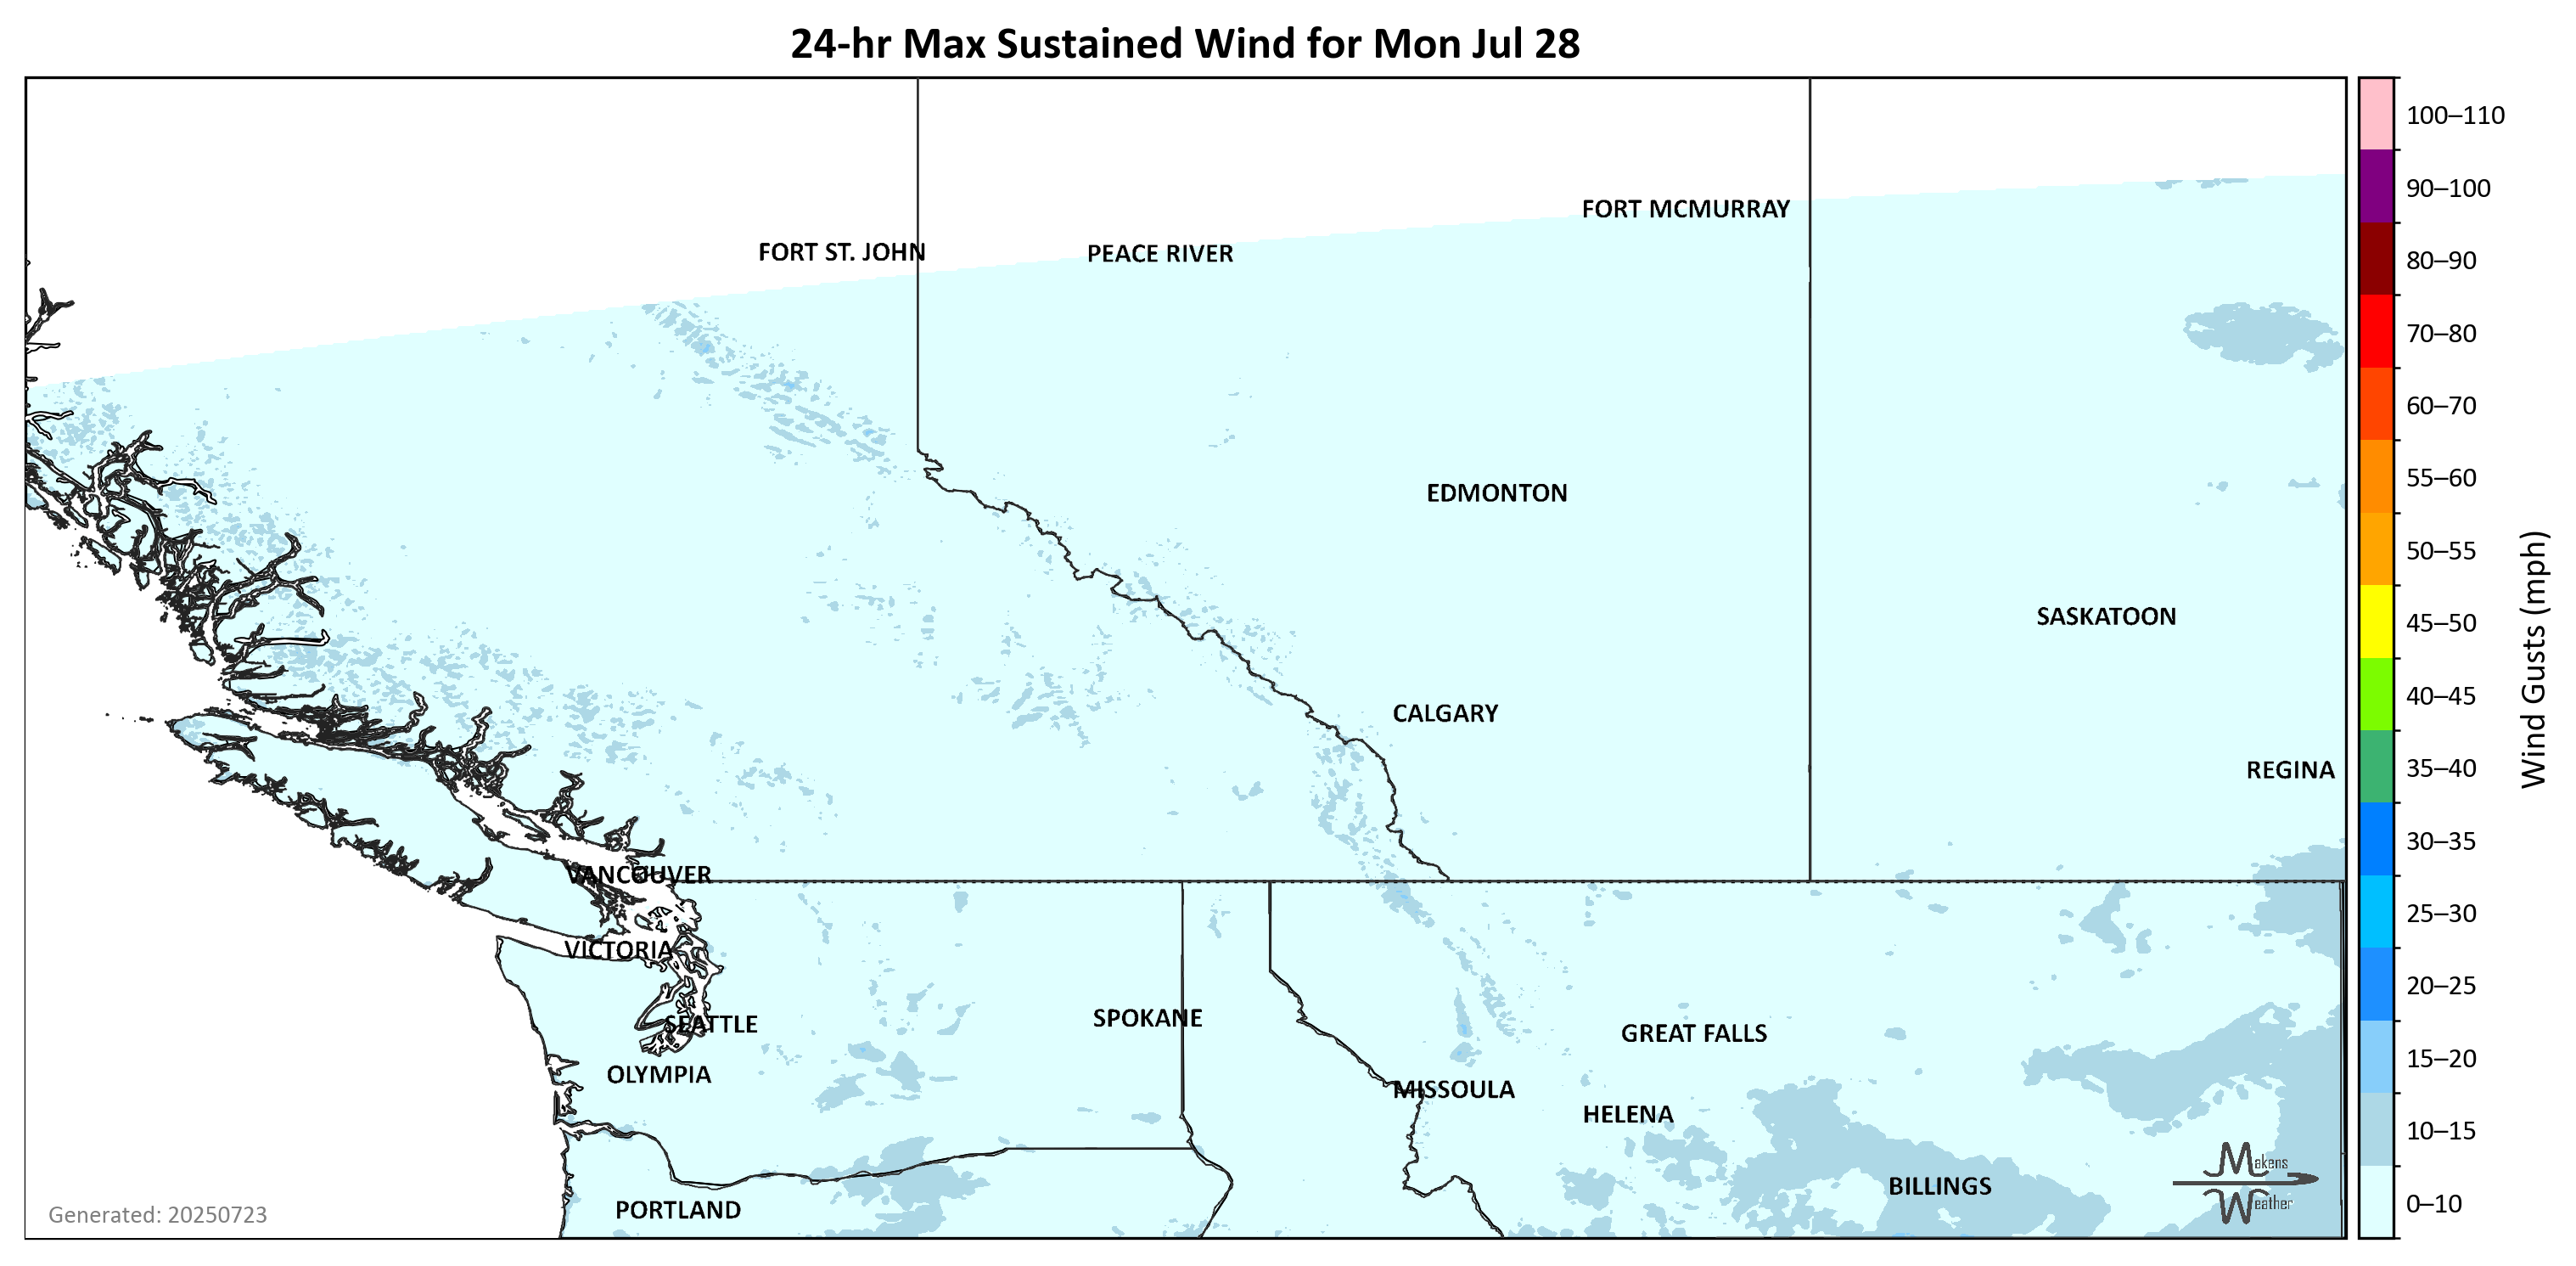 24-hr Max Sustained Wind for Mon Jul 28
100–110
90–100
80–90
70–80
60–70
55–60
50–55
45–50
40–45
35–40
30–35
25–30
20–25
15–20
10–15
0–10
Wind Gusts (mph)
FORT MCMURRAY
FORT ST. JOHN
PEACE RIVER
EDMONTON
SASKATOON
CALGARY
REGINA
VANCOUVER
VICTORIA
SEATTLE
SPOKANE
GREAT FALLS
OLYMPIA
MISSOULA
HELENA
BILLINGS
PORTLAND
Makens
Weather
Generated: 20250723